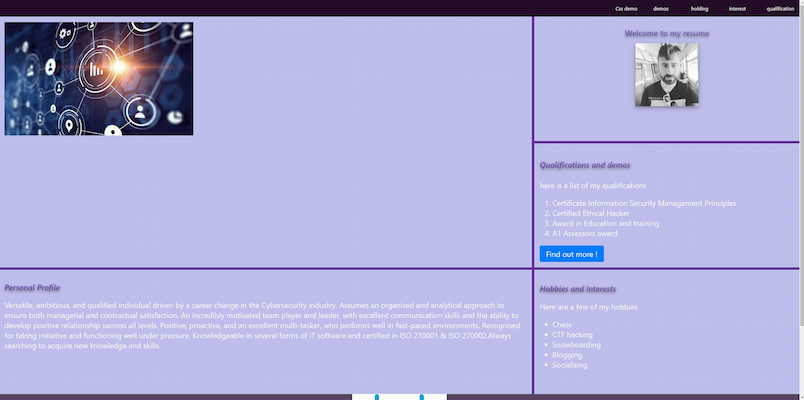 Css demo demos holding interest qualification
Welcome to my resume
Qualifications and demos
here is a list of my qualifications
1. Certificate Information Security Management Principles
2. Certified Ethical Hacker
3. Award in Education and training
4. A1 Assessors award
Find out more !
Personal Profile
Versatile, ambitious, and qualified individual driven by a career change in the Cybersecurity industry. Assumes an organised and analytical approach to
ensure both managerial and contractual satisfaction. An incredibly motivated team player and leader, with excellent communication skills and the ability to
develop positive relationship sacross all levels. Positive, proactive, and an excellent multi-tasker, who performs well in fast-paced environments. Recognised
for taking initiative and functioning well under pressure. Knowledgeable in several forms of IT software and certified in ISO 270001 & ISO 270002.Always
searching to acquire new knowledge and skills.
Hobbies and Interests
Here are a few of my hobbies
• Chess
• CTF hacking
• Snowboarding
• Blogging
• Socialising